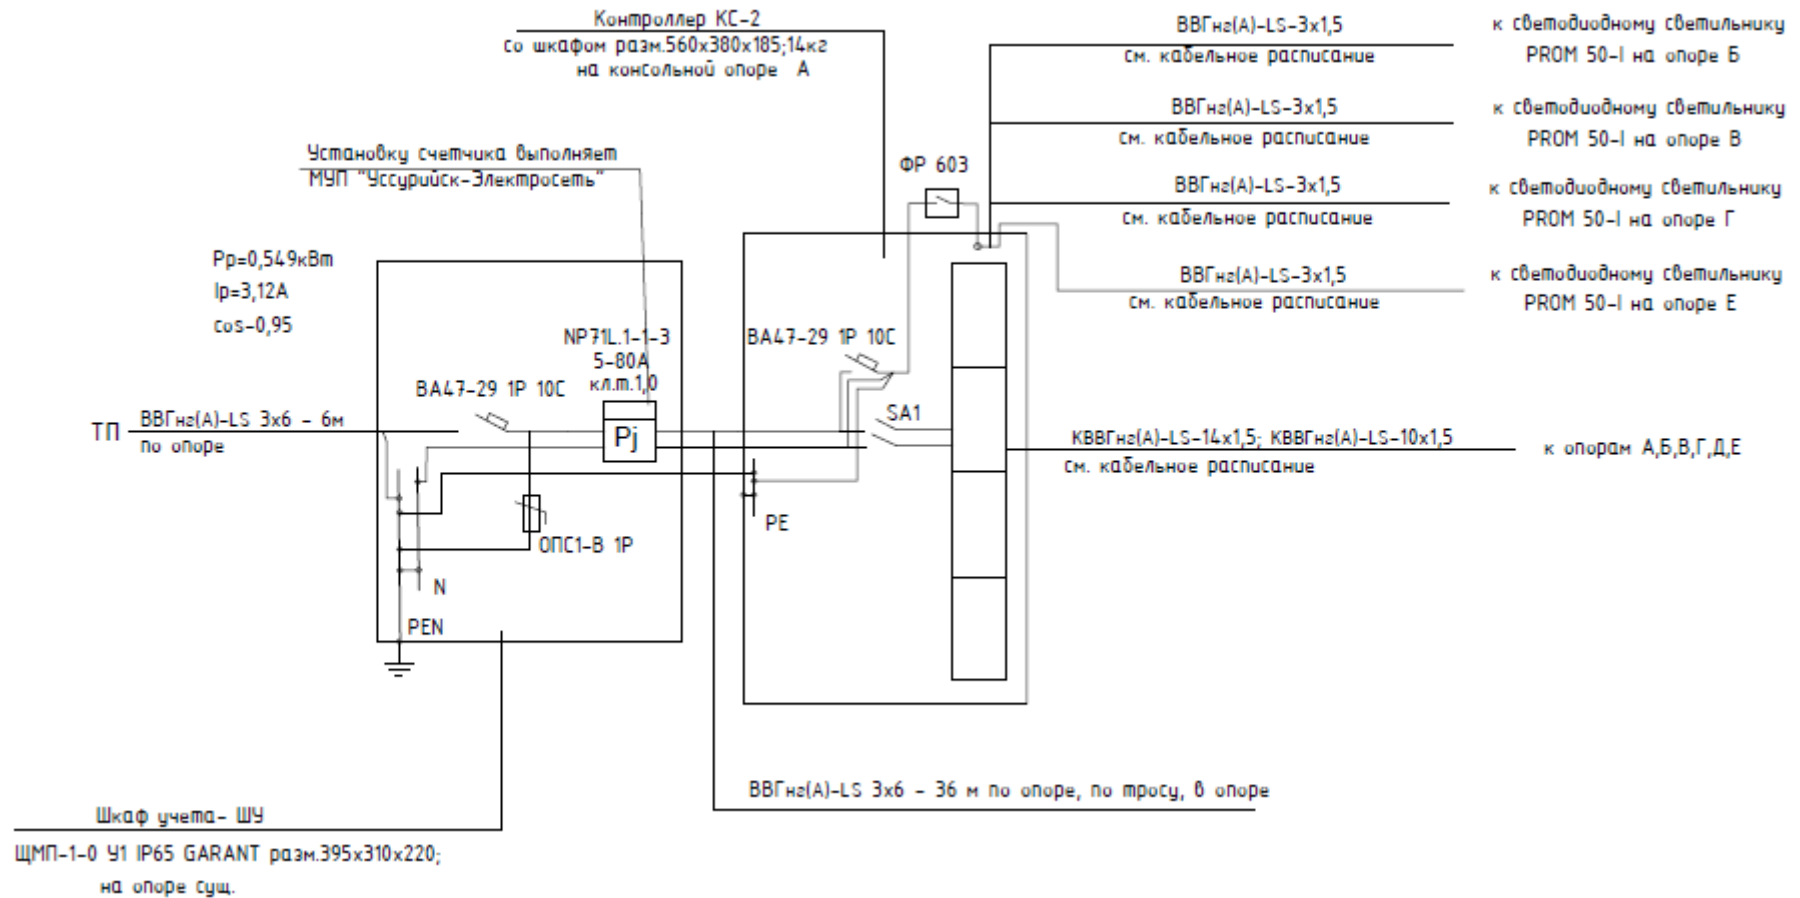 Контроллер КС-2
со шкафом разм.560х380х185;14кг
на консольной опоре А
ВВГнг(А)-LS-3х1,5
см. кабельное расписание
к светодиодному светильнику
PROM 50-I на опоре Б
ВВГнг(А)-LS-3х1,5
см. кабельное расписание
к светодиодному светильнику
PROM 50-I на опоре В
Установку счетчика выполняет
МУП "Уссурийск-Электросеть"
ФР 603
ВВГнг(А)-LS-3х1,5
см. кабельное расписание
к светодиодному светильнику
PROM 50-I на опоре Г
Рр=0,549кВт
Iр=3,12А
cos-0,95
ВВГнг(А)-LS-3х1,5
см. кабельное расписание
к светодиодному светильнику
PROM 50-I на опоре Е
NP71L.1-1-3
5-80А
кл.т.1,0
ВА47-29 1Р 10С
ВА47-29 1Р 10С
ТП
ВВГнг(А)-LS 3х6 - 6м
по опоре
Pj
SA1
КВВГнг(А)-LS-14х1,5; КВВГнг(А)-LS-10х1,5
см. кабельное расписание
к опорам А,Б,В,Г,Д,Е
PE
ОПС1-В 1Р
N
PEN
ВВГнг(А)-LS 3х6 - 36 м по опоре, по тросу, в опоре
Шкаф учета- ШУ
ЩМП-1-0 У1 IP65 GARANT разм.395х310х220;
на опоре сущ.